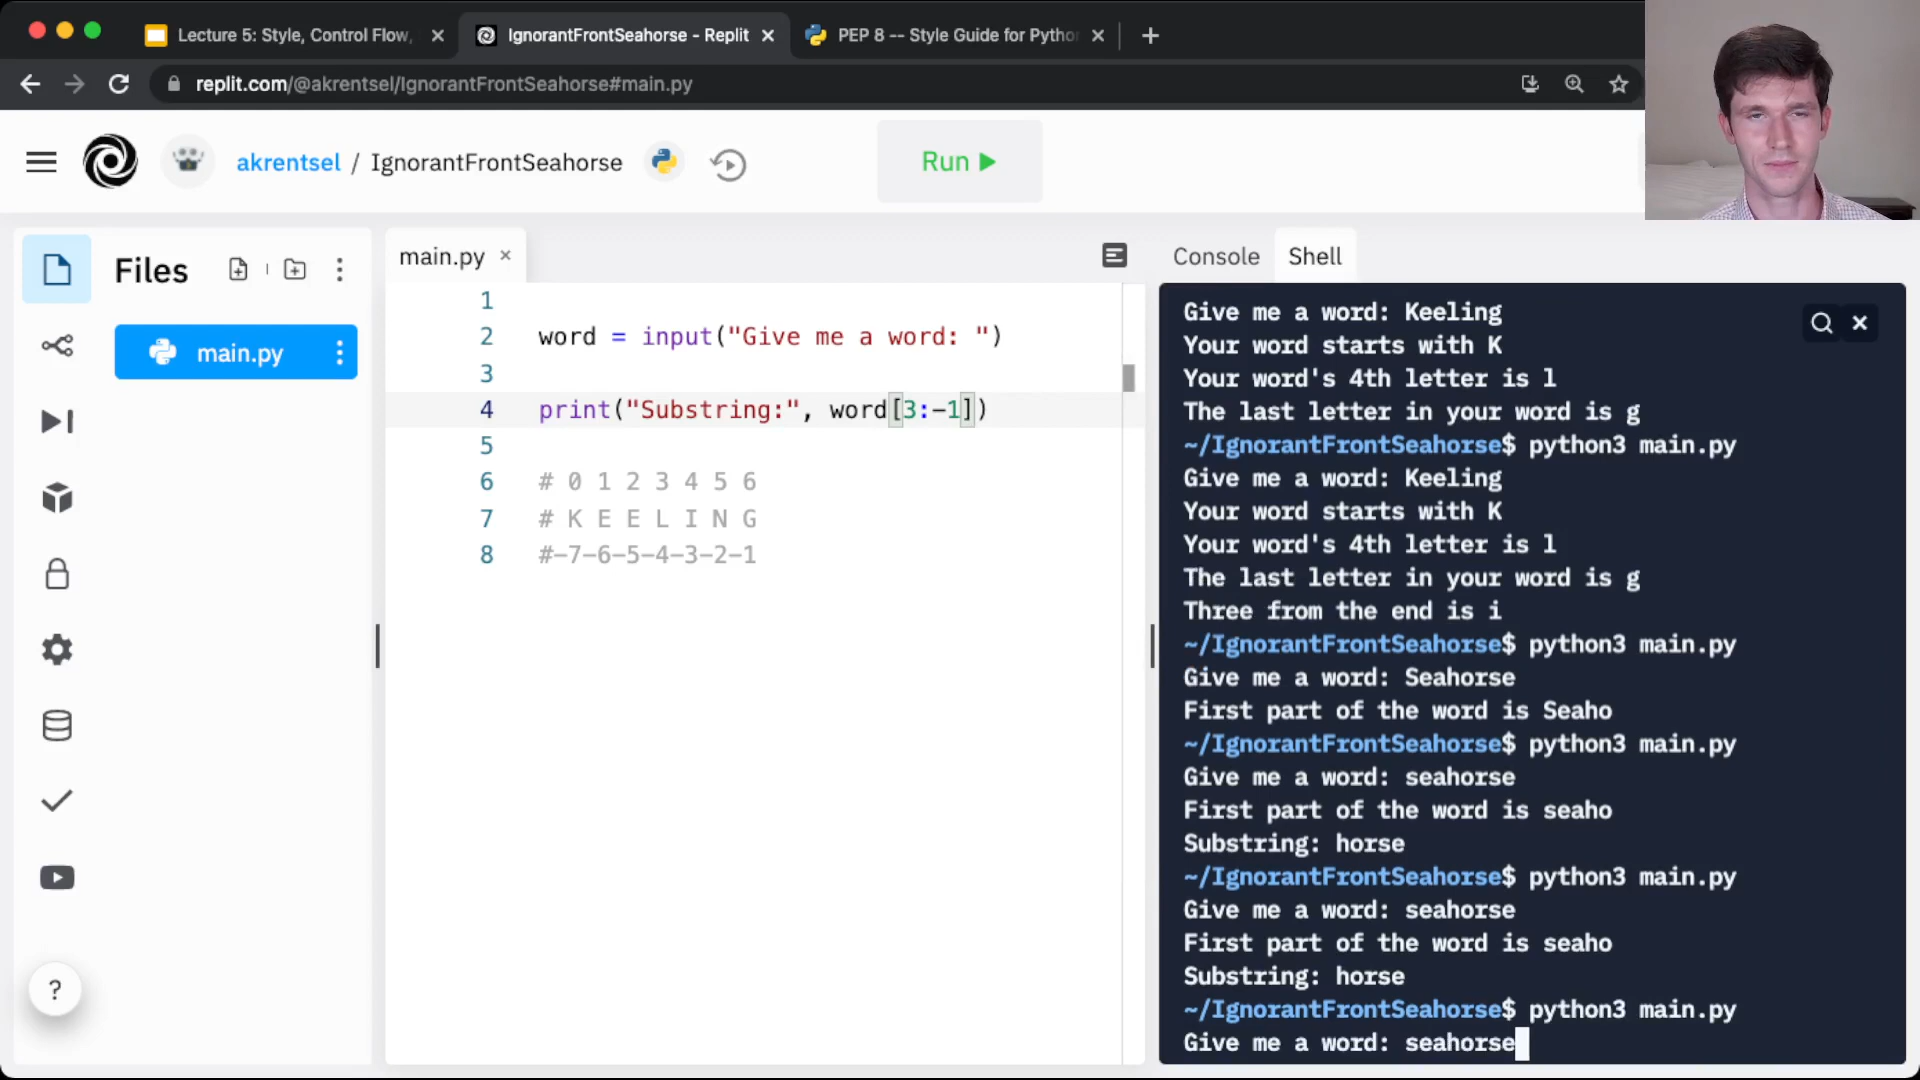 Lecture 5: Style, Control Flow,
IgnorantFrontSeahorse - Replit
PEP 8 -- Style Guide for Pytho
replit.com/@akrentsel/IgnorantFrontSeahorse#main.py
akrentsel / IgnorantFrontSeahorse
Run
Files
main.py
main.py
1
2 word = input("Give me a word: ")
3
4 print("Substring:", word[3:-1])
5
6 # 0 1 2 3 4 5 6
7 # K E E L I N G
8 #-7-6-5-4-3-2-1
?
Console Shell
Give me a word: Keeling
Your word starts with K
Your word's 4th letter is l
The last letter in your word is g
~/IgnorantFrontSeahorse$ python3 main.py
Give me a word: Keeling
Your word starts with K
Your word's 4th letter is l
The last letter in your word is g
Three from the end is i
~/IgnorantFrontSeahorse$ python3 main.py
Give me a word: Seahorse
First part of the word is Seaho
~/IgnorantFrontSeahorse$ python3 main.py
Give me a word: seahorse
First part of the word is seaho
Substring: horse
~/IgnorantFrontSeahorse$ python3 main.py
Give me a word: seahorse
First part of the word is seaho
Substring: horse
~/IgnorantFrontSeahorse$ python3 main.py
Give me a word: seahorse